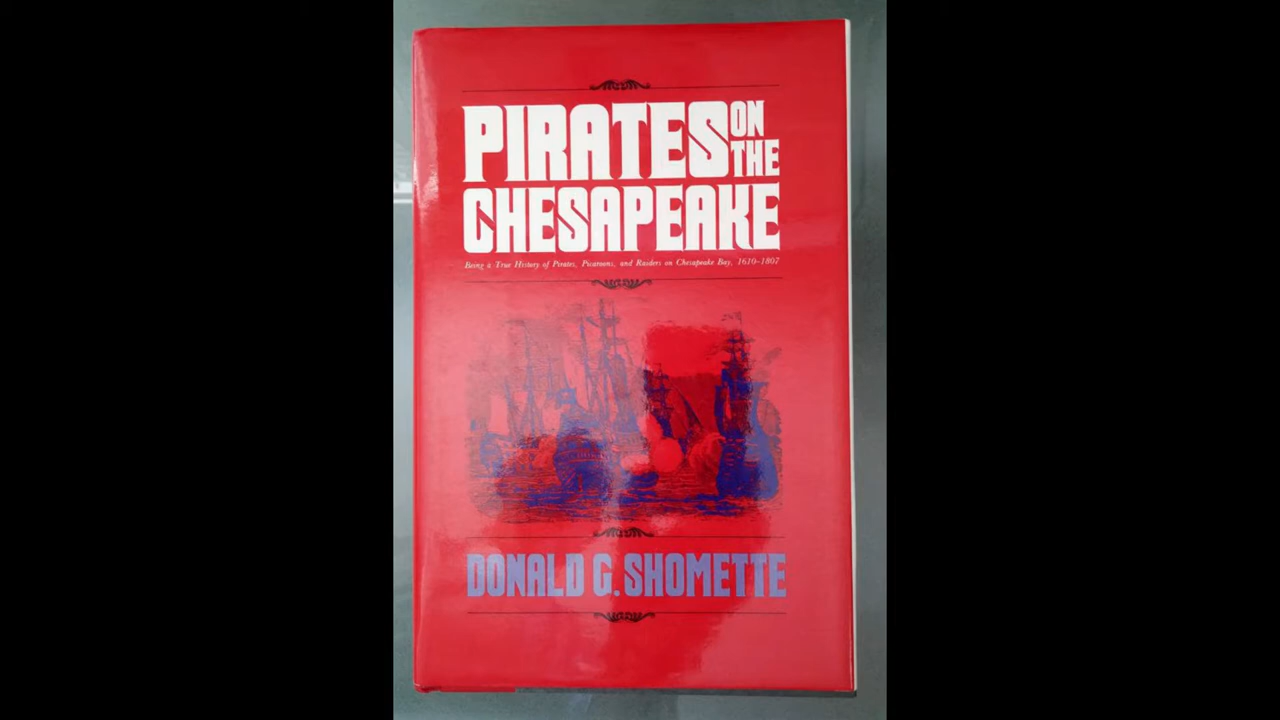 PIRATES ON THE
CHESAPEAKE
Being a True History of Pirates, Picaroons, and Raiders on Chesapeake Bay, 1610-1807
DONALD G. SHOMETTE